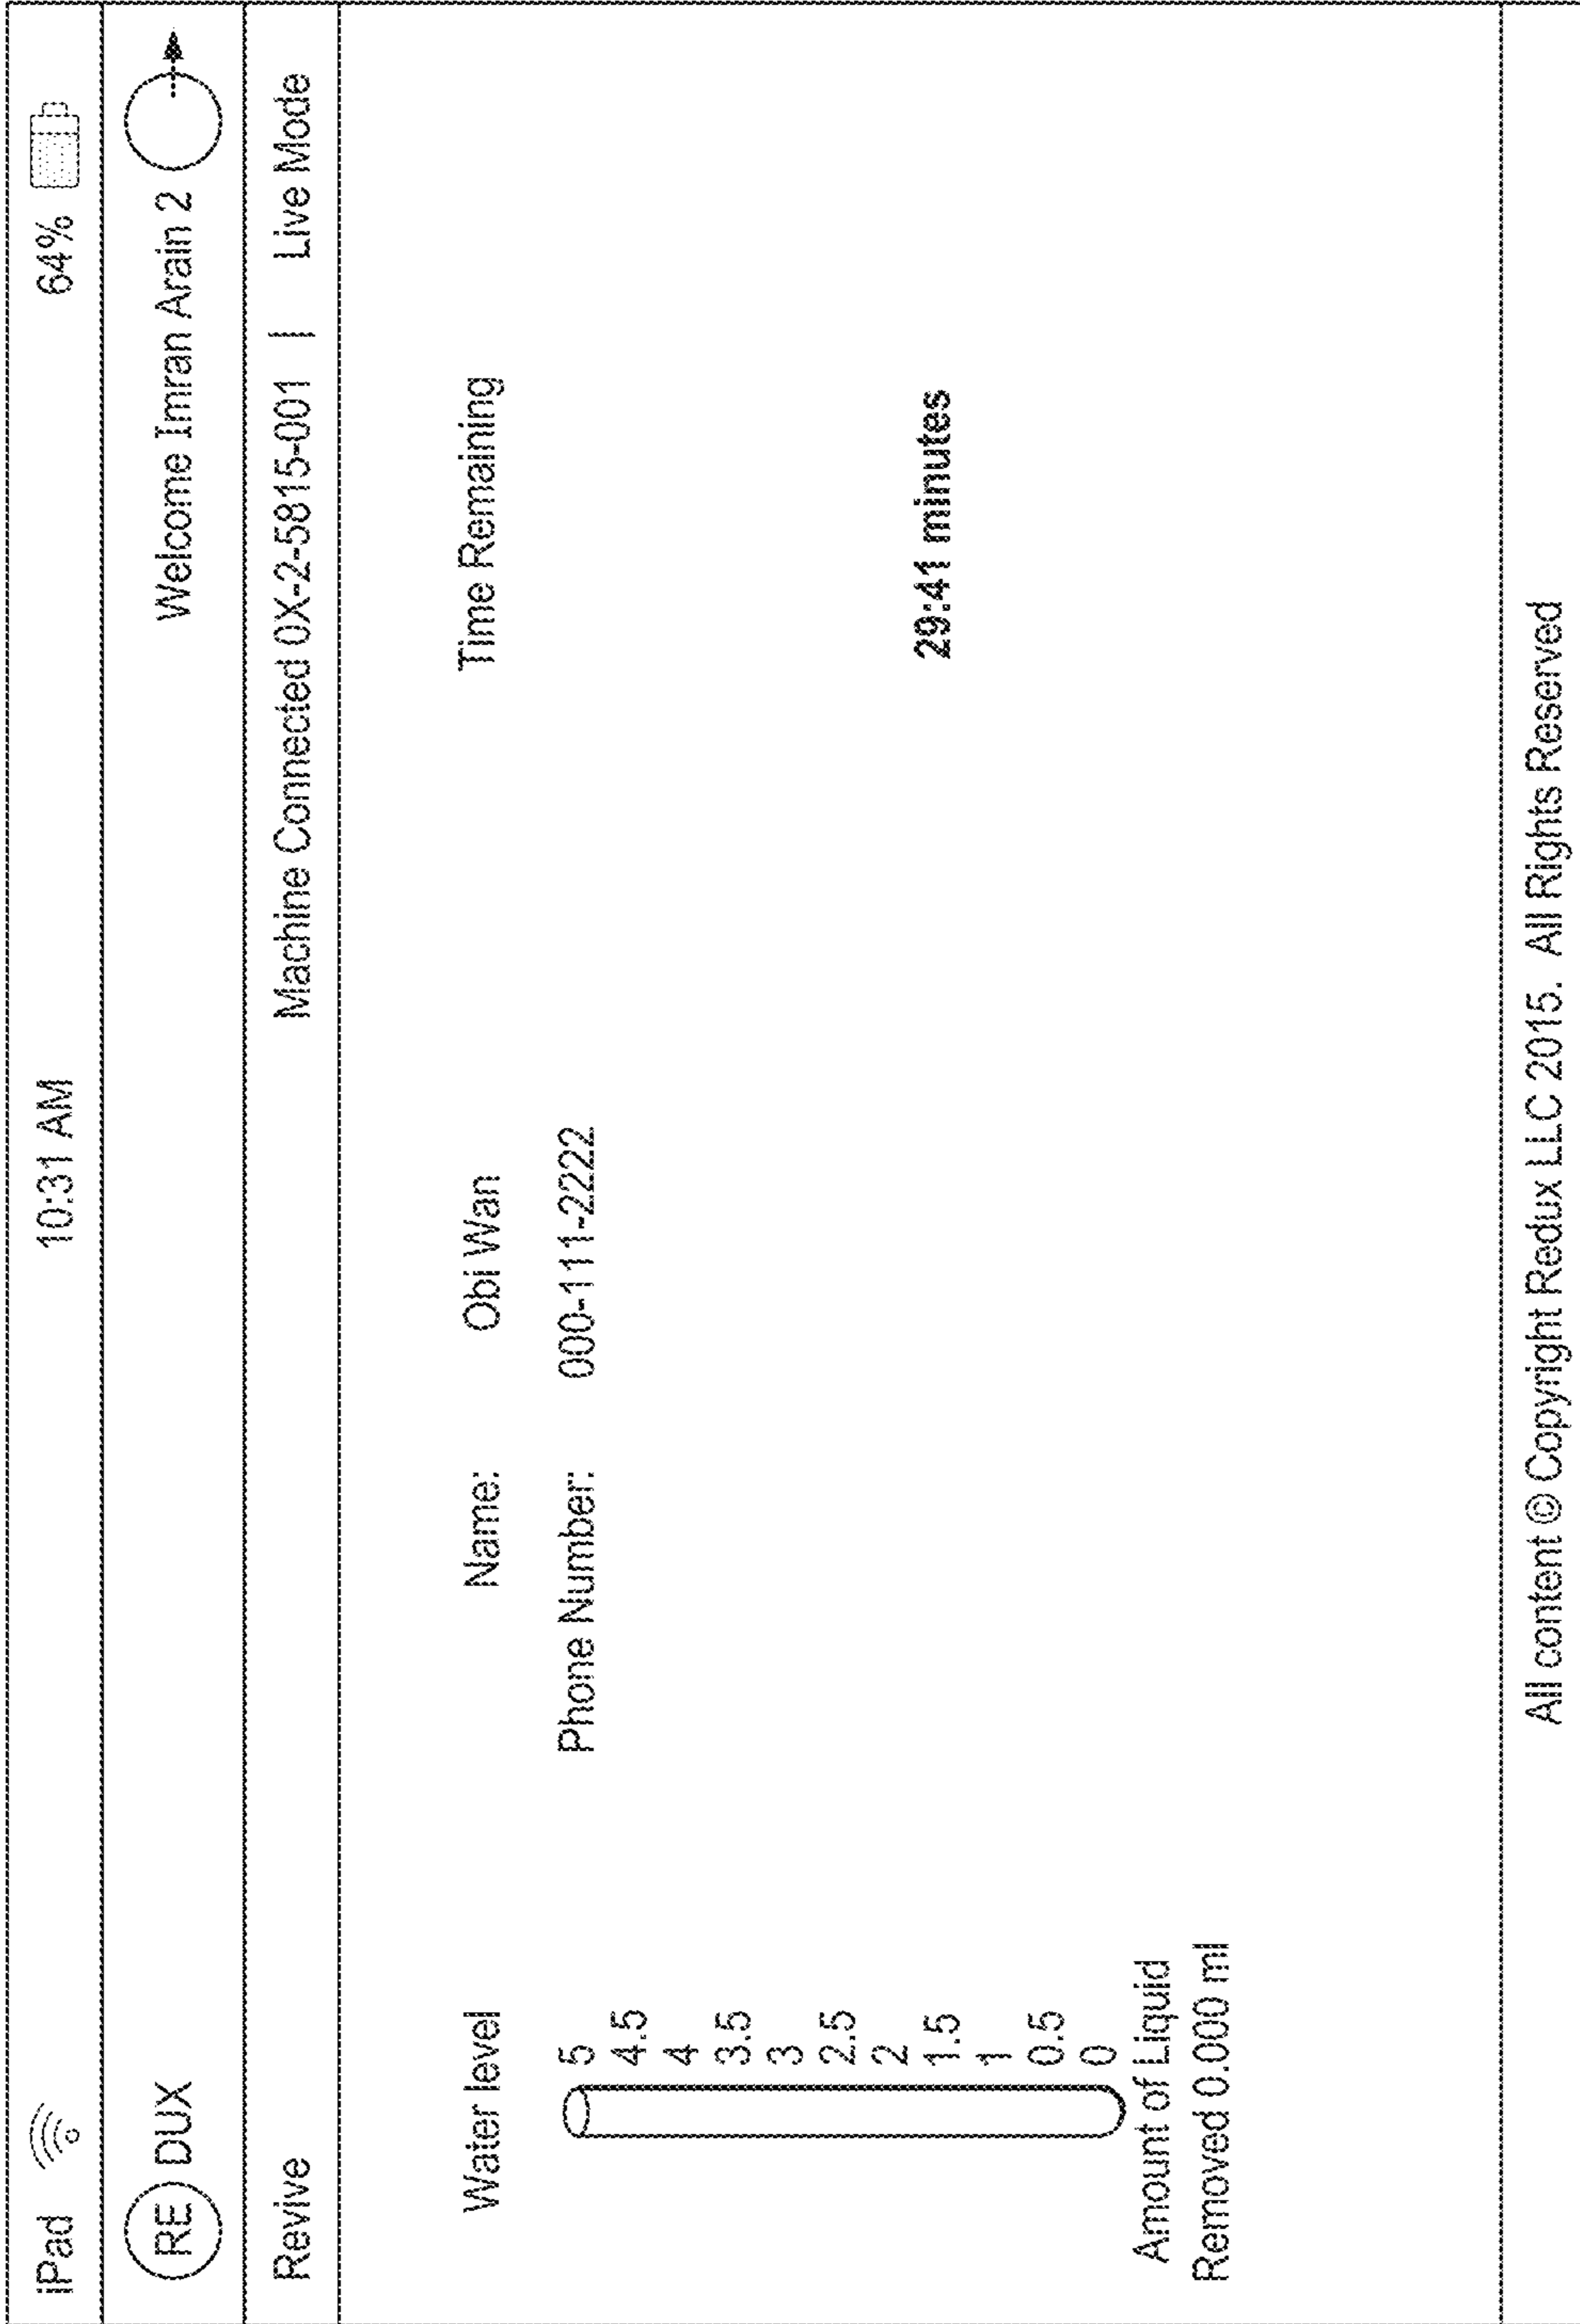 iPad 10:31 AM 64%
RE DUX Welcome Imran Arain 2
Revive Machine Connected 0X-2-5815-001 | Live Mode
Water level Name: Obi Wan Time Remaining
Phone Number: 000-111-2222
5
4.5
4
3.5
3
2.5
2
1.5
1
0.5
0
29:41 minutes
Amount of Liquid
Removed 0.000 ml
All content © Copyright Redux LLC 2015. All Rights Reserved